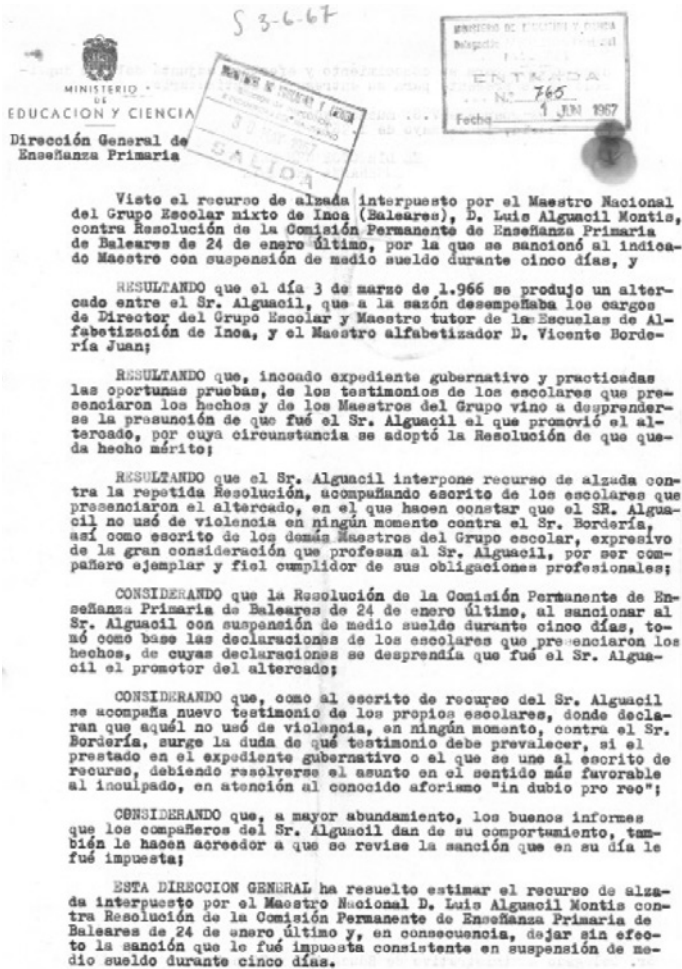 S 3-6-67
MINISTERIO
DE
EDUCACION Y CIENCIA
Dirección General de
Enseñanza Primaria
SALIDA
MINISTERIO DE EDUCACION Y CIENCIA
ENTRADA
N.º 765
Fecha 1 JUN 1967
Visto el recurso de alzada interpuesto por el Maestro Nacional
del Grupo Escolar mixto de Inca (Baleares), D. Luis Alguacil Montis,
contra Resolución de la Comisión Permanente de Enseñanza Primaria
de Baleares de 24 de enero último, por la que se sancionó al indica-
do Maestro con suspensión de medio sueldo durante cinco días, y
RESULTANDO que el día 3 de marzo de 1.966 se produjo un alter-
cado entre el Sr. Alguacil, que a la sazón desempeñaba los cargos
de Director del Grupo Escolar y Maestro tutor de las Escuelas de Al-
fabetización de Inca, y el Maestro alfabetizador D. Vicente Borde-
ría Juan;
RESULTANDO que, incoado expediente gubernativo y practicadas
las oportunas pruebas, de los testimonios de los escolares que pre-
senciaron los hechos y de los Maestros del Grupo vino a desprender-
se la presunción de que fué el Sr. Alguacil el que promovió el al-
tercado, por cuya circunstancia se adoptó la Resolución de que que-
da hecho mérito;
RESULTANDO que el Sr. Alguacil interpone recurso de alzada con-
tra la repetida Resolución, acompañando escrito de los escolares que
presenciaron el altercado, en el que hacen constar que el SR. Algua-
cil no usó de violencia en ningún momento contra el Sr. Bordería,
así como escrito de los demás Maestros del Grupo escolar, expresivo
de la gran consideración que profesan al Sr. Alguacil, por ser com-
pañero ejemplar y fiel cumplidor de sus obligaciones profesionales;
CONSIDERANDO que la Resolución de la Comisión Permanente de En-
señanza Primaria de Baleares de 24 de enero último, al sancionar al
Sr. Alguacil con suspensión de medio sueldo durante cinco días, to-
mó como base las declaraciones de los escolares que presenciaron los
hechos, de cuyas declaraciones se desprendía que fué el Sr. Algua-
cil el promotor del altercado;
CONSIDERANDO que, como al escrito de recurso del Sr. Alguacil
se acompaña nuevo testimonio de los propios escolares, donde decla-
ran que aquél no usó de violencia, en ningún momento, contra el Sr.
Bordería, surge la duda de qué testimonio debe prevalecer, si el
prestado en el expediente gubernativo o el que se une al escrito de
recurso, debiendo resolverse el asunto en el sentido más favorable
al inculpado, en atención al conocido aforismo "in dubio pro reo";
CONSIDERANDO que, a mayor abundamiento, los buenos informes
que los compañeros del Sr. Alguacil dan de su comportamiento, tam-
bién le hacen acreedor a que se revise la sanción que en su día le
fué impuesta;
ESTA DIRECCION GENERAL ha resuelto estimar el recurso de alza-
da interpuesto por el Maestro Nacional D. Luis Alguacil Montis con-
tra Resolución de la Comisión Permanente de Enseñanza Primaria de
Baleares de 24 de enero último y, en consecuencia, dejar sin efec-
to la sanción que le fué impuesta consistente en suspensión de me-
dio sueldo durante cinco días.